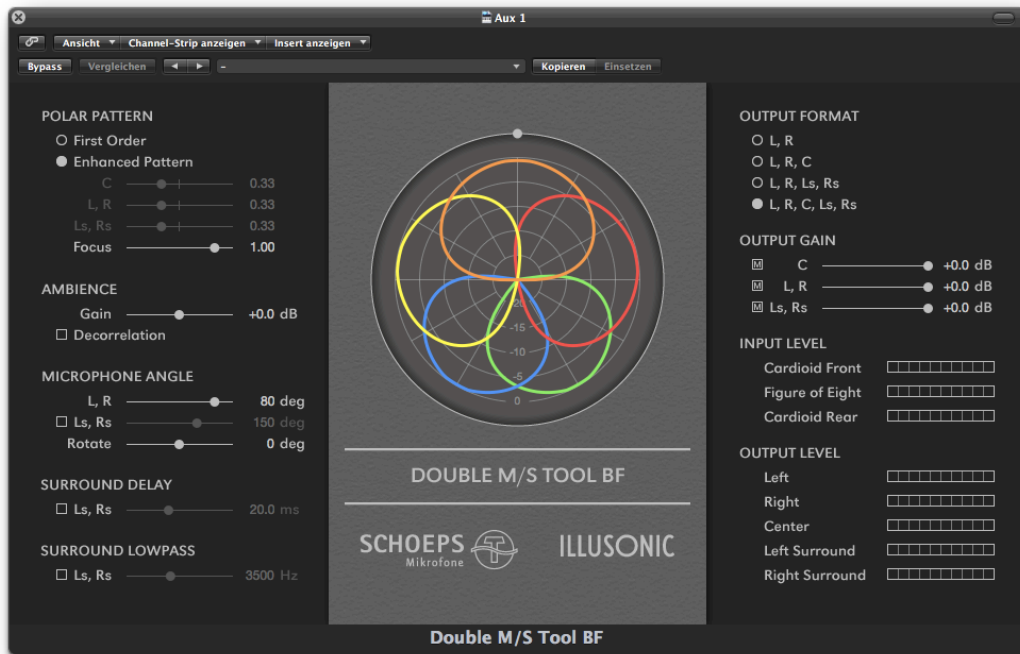 Aux 1
Ansicht Channel-Strip anzeigen Insert anzeigen
Bypass Vergleichen - Kopieren Einsetzen
POLAR PATTERN
First Order
Enhanced Pattern
C 0.33
L, R 0.33
Ls, Rs 0.33
Focus 1.00
AMBIENCE
Gain +0.0 dB
Decorrelation
MICROPHONE ANGLE
L, R 80 deg
Ls, Rs 150 deg
Rotate 0 deg
SURROUND DELAY
Ls, Rs 20.0 ms
SURROUND LOWPASS
Ls, Rs 3500 Hz
-20
-15
-10
-5
0
DOUBLE M/S TOOL BF
SCHOEPS
Mikrofone
ILLUSONIC
OUTPUT FORMAT
L, R
L, R, C
L, R, Ls, Rs
L, R, C, Ls, Rs
OUTPUT GAIN
M C +0.0 dB
M L, R +0.0 dB
M Ls, Rs +0.0 dB
INPUT LEVEL
Cardioid Front
Figure of Eight
Cardioid Rear
OUTPUT LEVEL
Left
Right
Center
Left Surround
Right Surround
Double M/S Tool BF